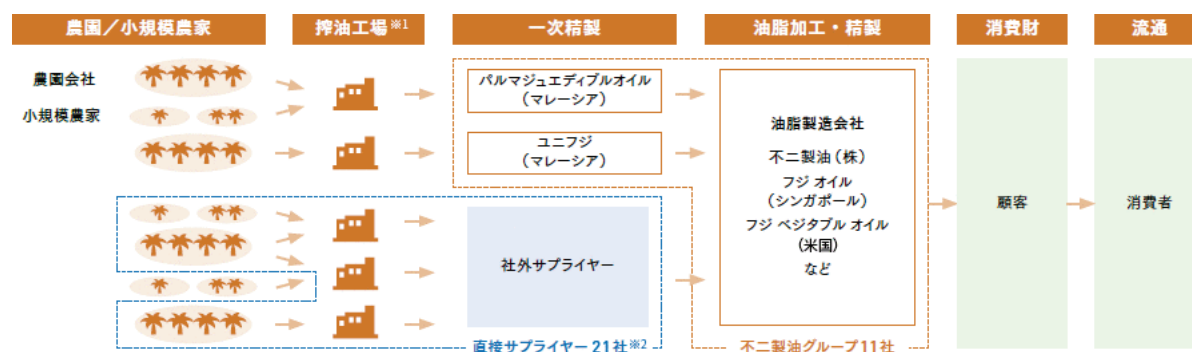 農園／小規模農家
搾油工場※1
一次精製
油脂加工・精製
消費財
流通
農園会社
小規模農家
パルマジュエディブルオイル
（マレーシア）
ユニフジ
（マレーシア）
社外サプライヤー
油脂製造会社
不二製油（株）
フジ オイル
（シンガポール）
フジ ベジタブル オイル
（米国）
など
顧客
消費者
直接サプライヤー 21社※2
不二製油グループ11社